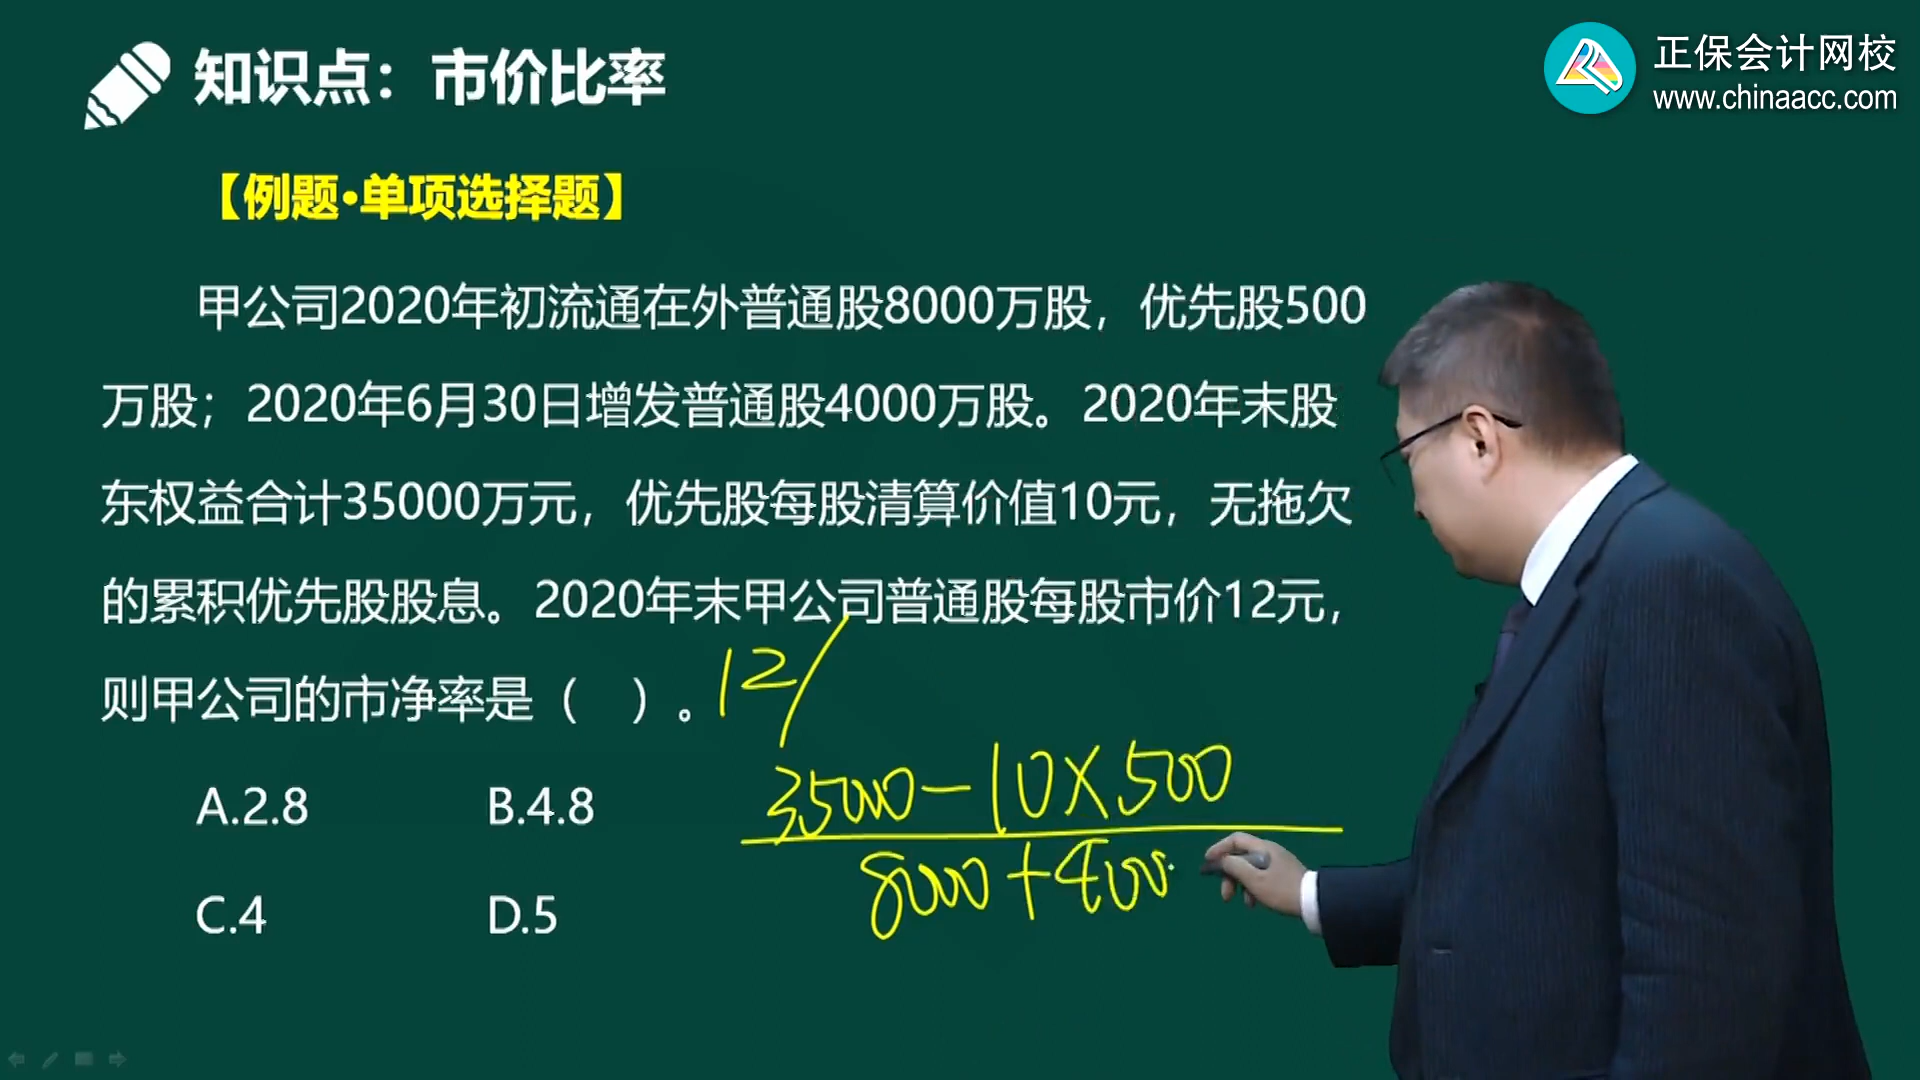 知识点：市价比率
正保会计网校
www.chinaacc.com
【例题•单项选择题】
甲公司2020年初流通在外普通股8000万股，优先股500
万股；2020年6月30日增发普通股4000万股。2020年末股
东权益合计35000万元，优先股每股清算价值10元，无拖欠
的累积优先股股息。2020年末甲公司普通股每股市价12元，
则甲公司的市净率是（ ）。
12/
35000-10×500
8000+400
A.2.8 B.4.8
C.4 D.5